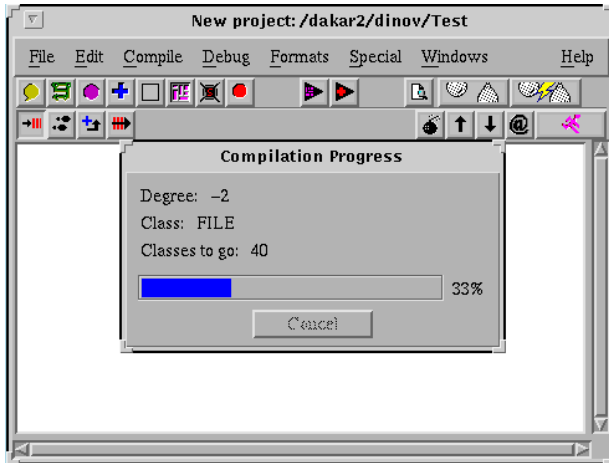 New project: /dakar2/dinov/Test
File Edit Compile Debug Formats Special Windows Help
@
Compilation Progress
Degree: -2
Class: FILE
Classes to go: 40
33%
Cancel